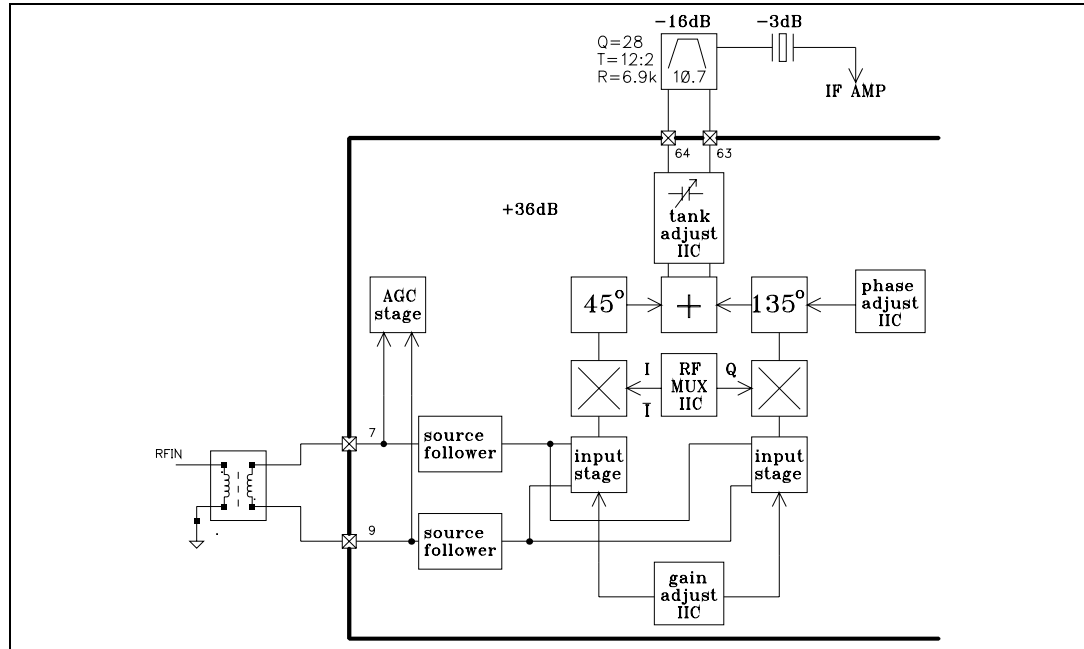 -16dB
-3dB
Q=28
T=12:2
R=6.9k
10.7
IF AMP
64
63
+36dB
tank
adjust
IIC
AGC
stage
45°
+
135°
phase
adjust
IIC
I
RF
MUX
IIC
Q
I
7
source
follower
input
stage
input
stage
RFIN
9
source
follower
gain
adjust
IIC